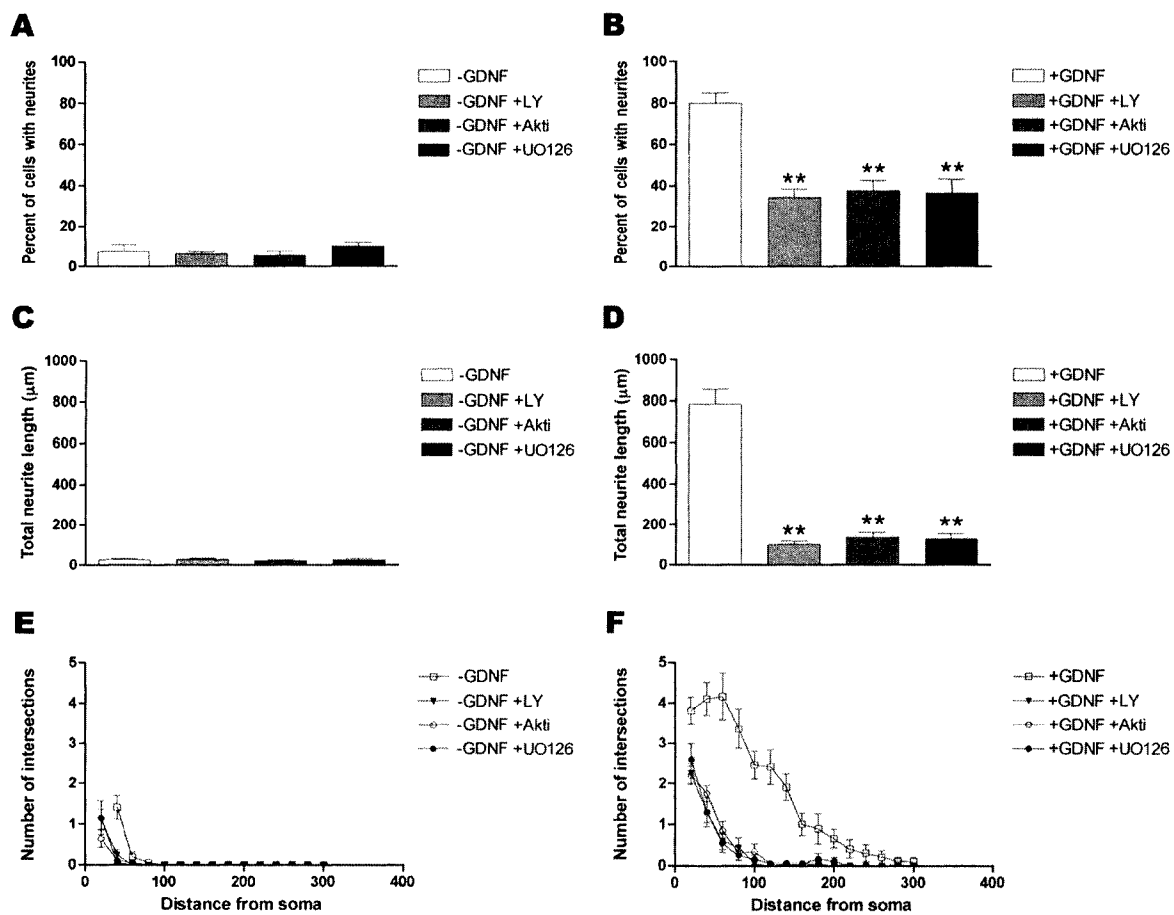 A
Percent of cells with neurites
100
80
60
40
20
0
-GDNF
-GDNF +LY
-GDNF +Akti
-GDNF +UO126
B
Percent of cells with neurites
100
80
60
40
20
0
**
**
**
+GDNF
+GDNF +LY
+GDNF +Akti
+GDNF +UO126
C
Total neurite length (µm)
1000
800
600
400
200
0
-GDNF
-GDNF +LY
-GDNF +Akti
-GDNF +UO126
D
Total neurite length (µm)
1000
800
600
400
200
0
**
**
**
+GDNF
+GDNF +LY
+GDNF +Akti
+GDNF +UO126
E
Number of intersections
5
4
3
2
1
0
0 100 200 300 400
Distance from soma
-GDNF
-GDNF +LY
-GDNF +Akti
-GDNF +UO126
F
Number of intersections
5
4
3
2
1
0
0 100 200 300 400
Distance from soma
+GDNF
+GDNF +LY
+GDNF +Akti
+GDNF +UO126